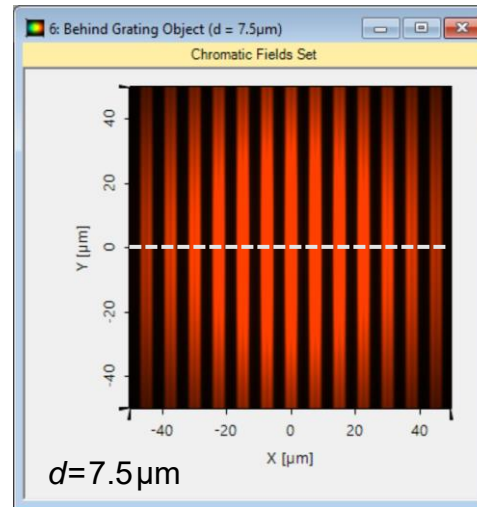 6: Behind Grating Object (d = 7.5µm)
Chromatic Fields Set
40
20
0
-20
-40
Y [µm]
-40 -20 0 20 40
X [µm]
d=7.5µm